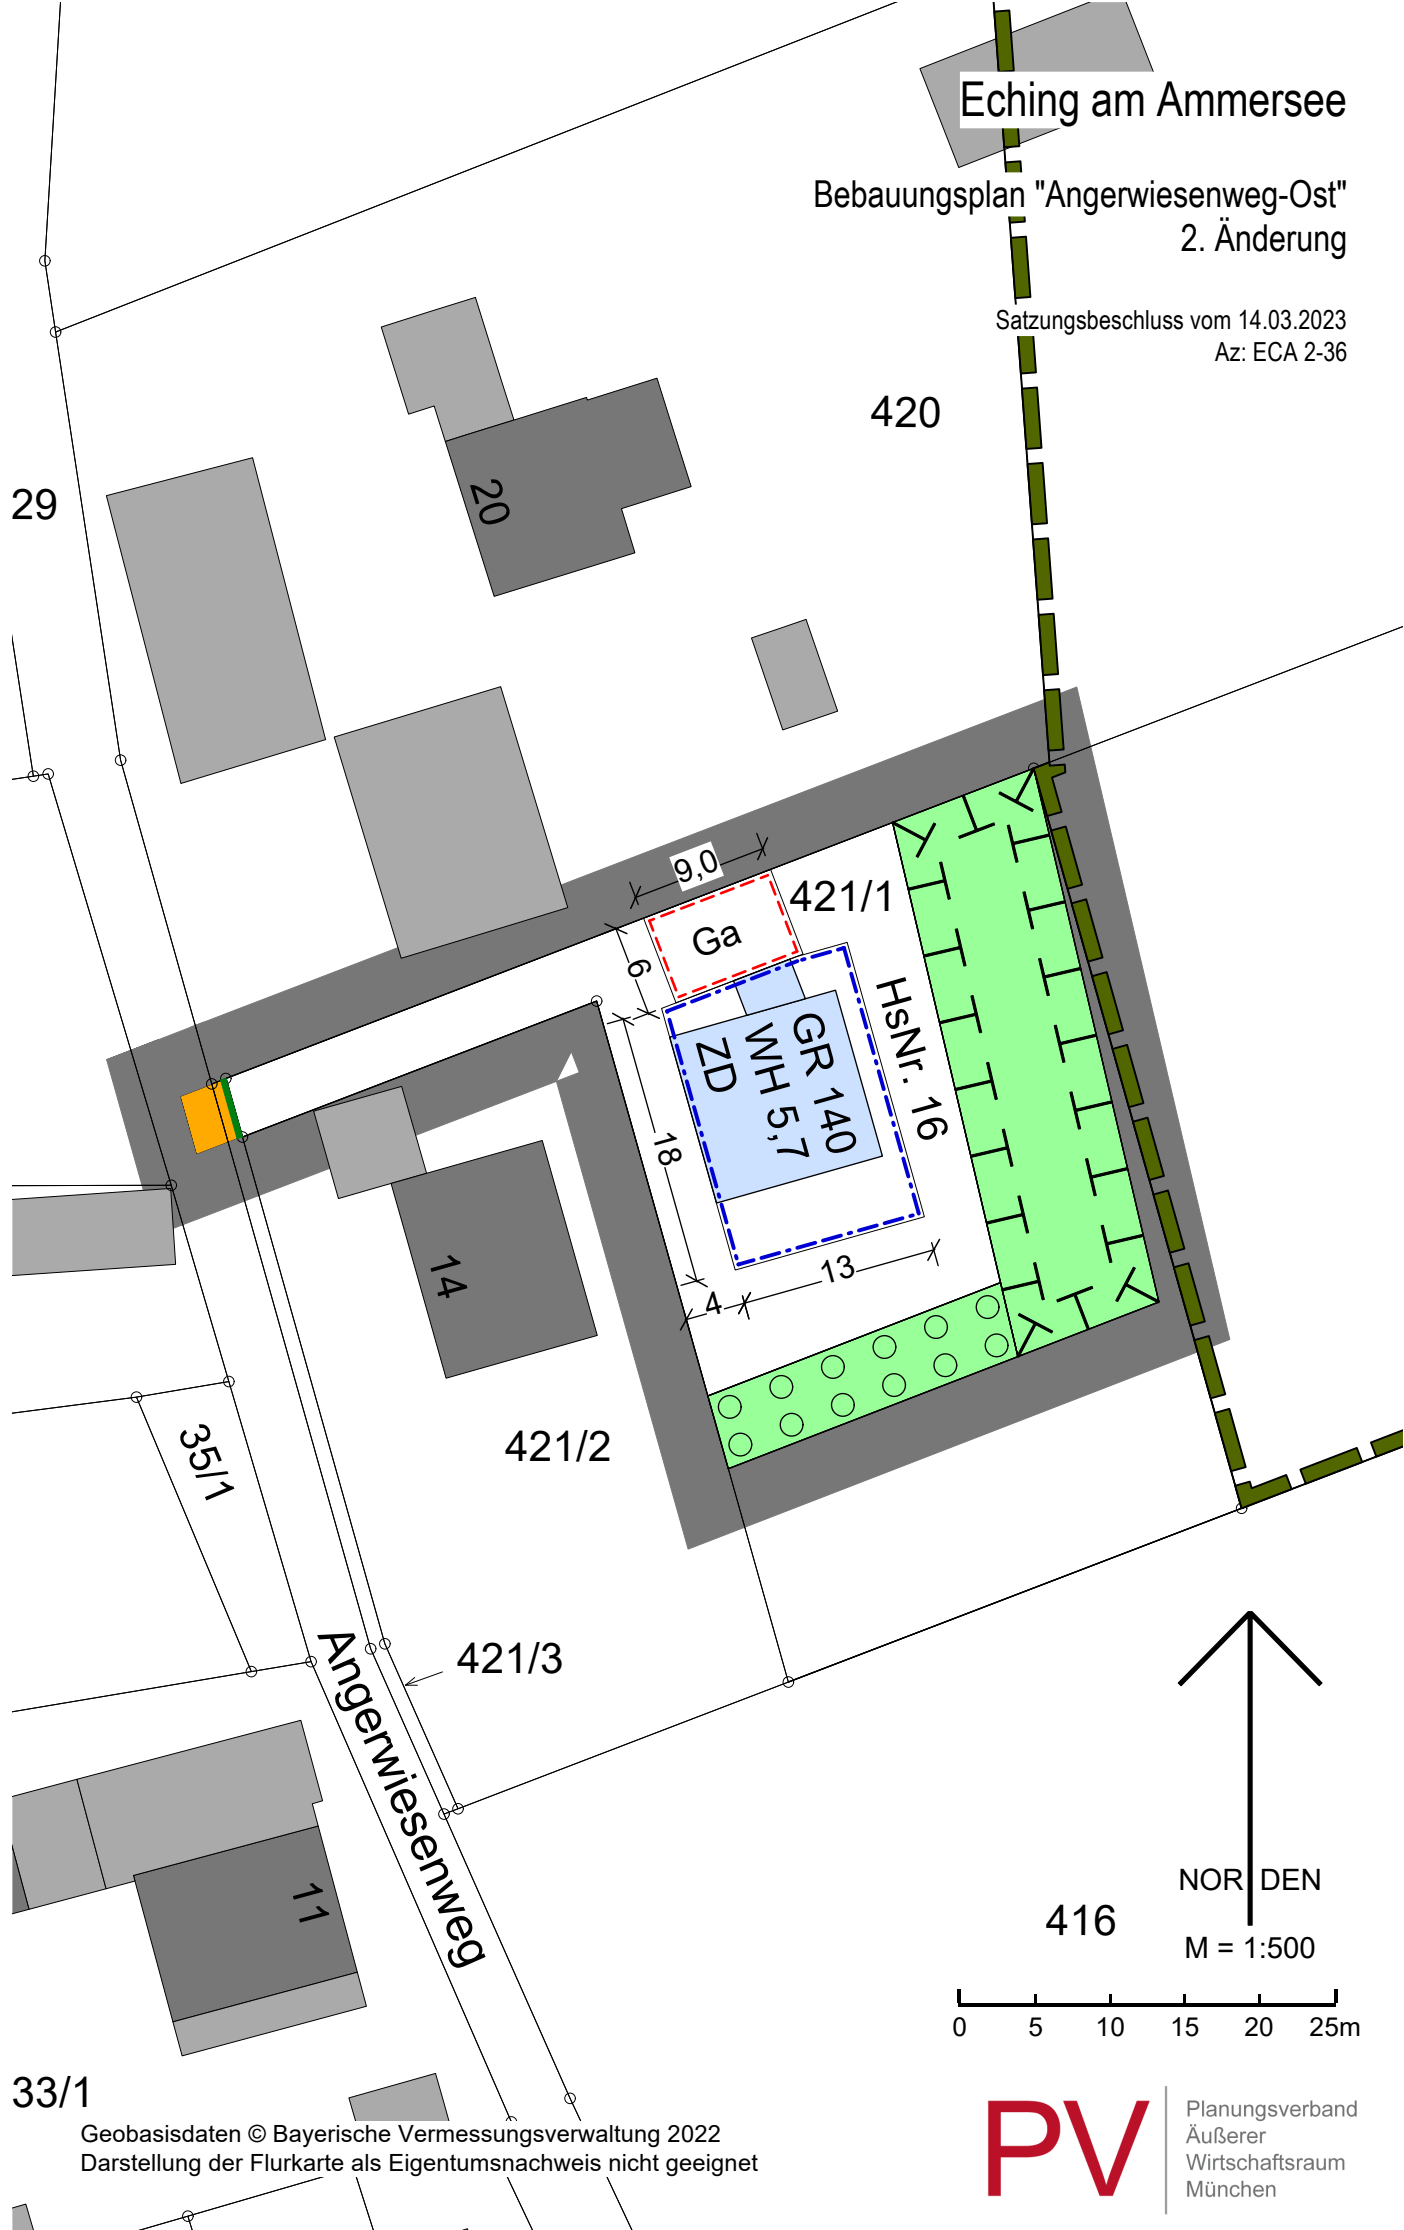 Eching am Ammersee
Bebauungsplan "Angerwiesenweg-Ost"
2. Änderung
Satzungsbeschluss vom 14.03.2023
Az: ECA 2-36
420
29
20
9,0
421/1
Ga
6
HsNr. 16
GR 140
WH 5,7
ZD
18
13
4
14
421/2
35/1
421/3
Angerwiesenweg
11
NORDEN
416
M = 1:500
0 5 10 15 20 25m
33/1
Geobasisdaten © Bayerische Vermessungsverwaltung 2022
Darstellung der Flurkarte als Eigentumsnachweis nicht geeignet
PV
Planungsverband
Äußerer
Wirtschaftsraum
München